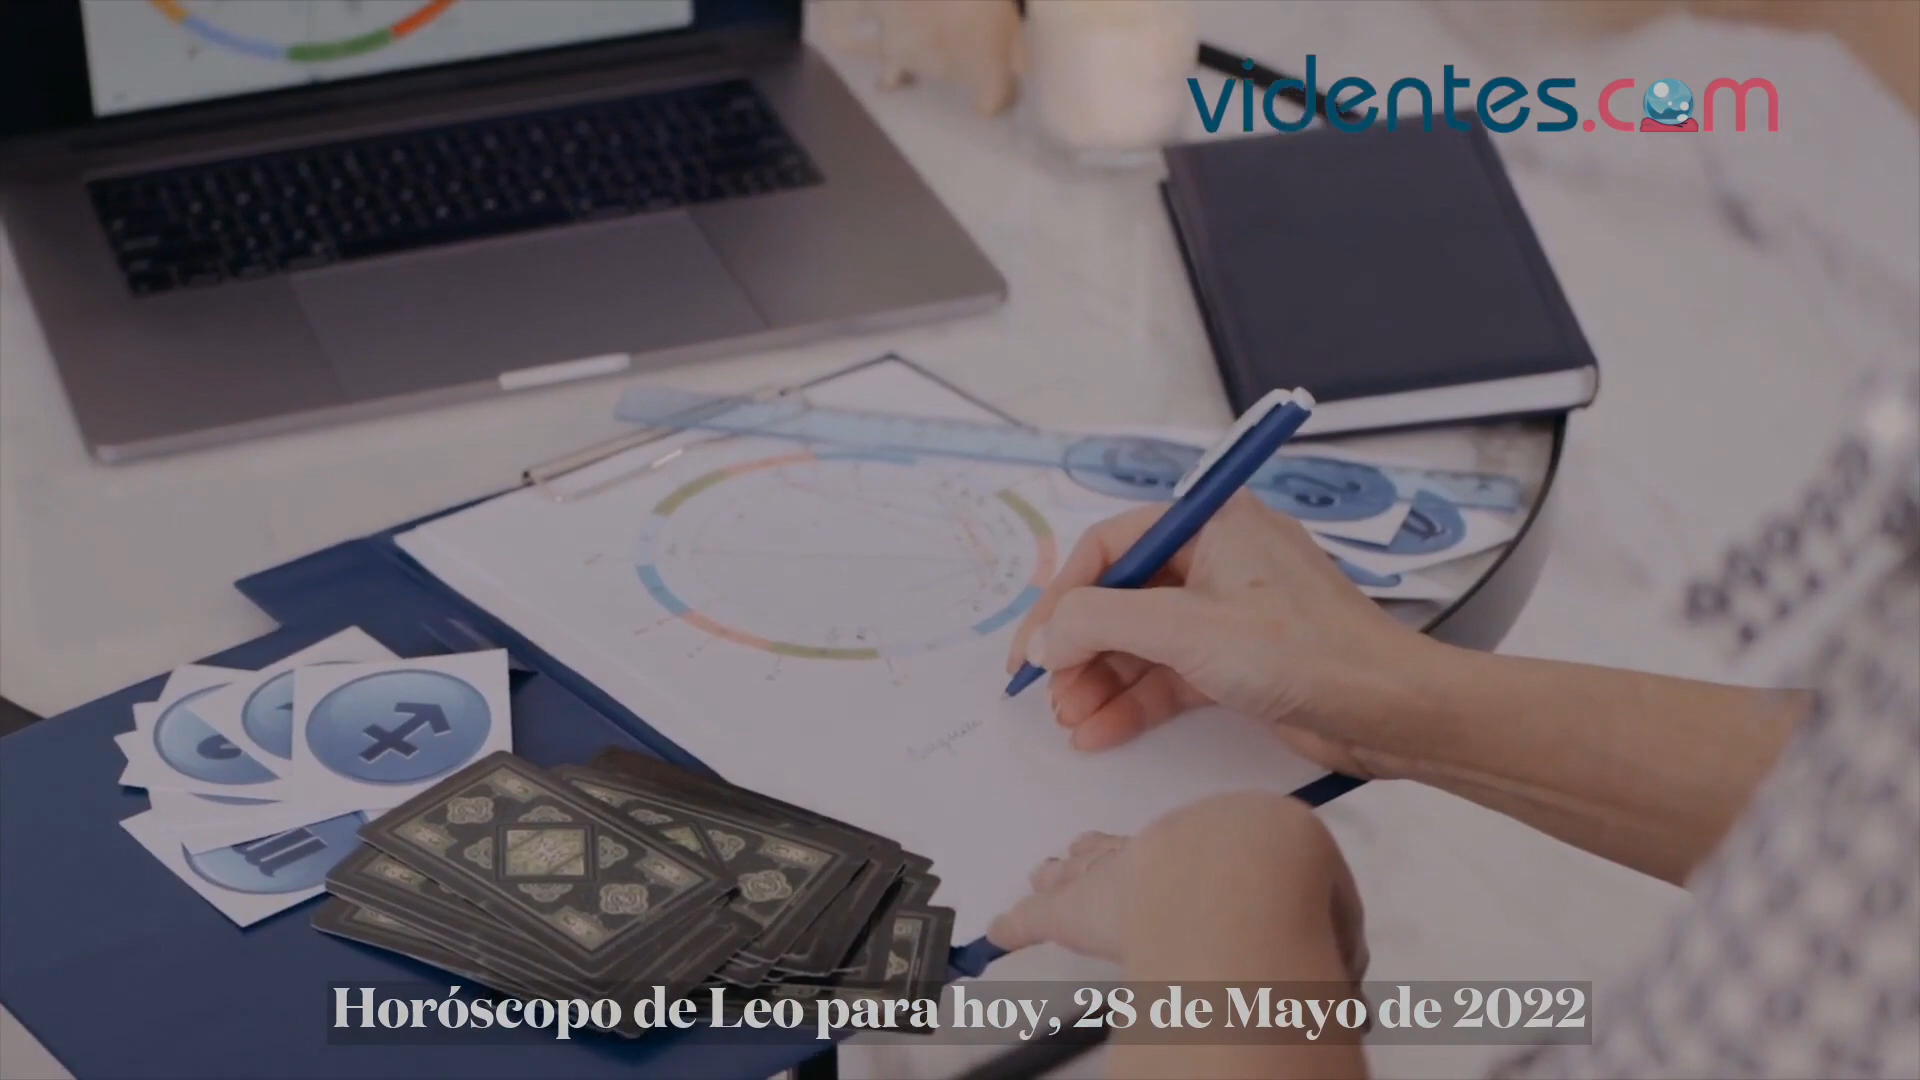 videntes.com
Horóscopo de Leo para hoy, 28 de Mayo de 2022